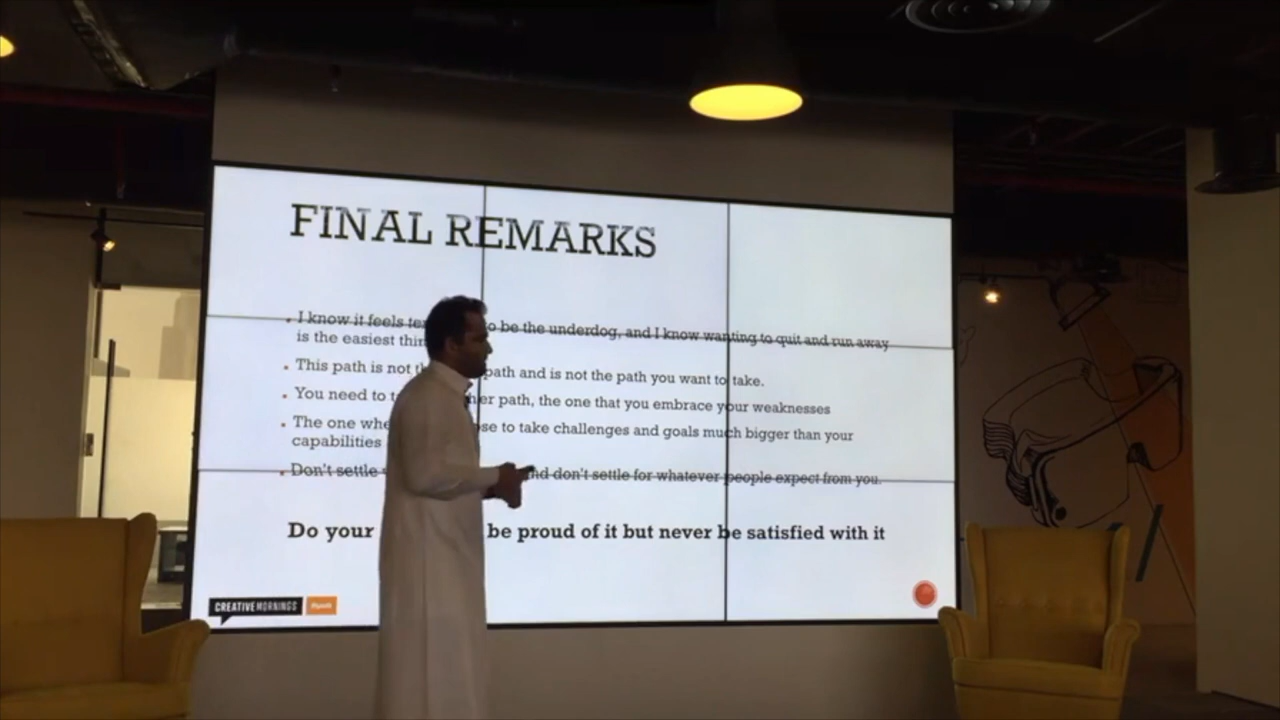 FINAL REMARKS
I know it feels to be the underdog, and I know wanting to quit and run away
is the easiest
This path is not path and is not the path you want to take.
You need to path, the one that you embrace your weaknesses
The one to take challenges and goals much bigger than your
capabilities
Don't settle and don't settle for whatever people expect from you.
Do your be proud of it but never be satisfied with it
CREATIVEMORNINGS Riyadh